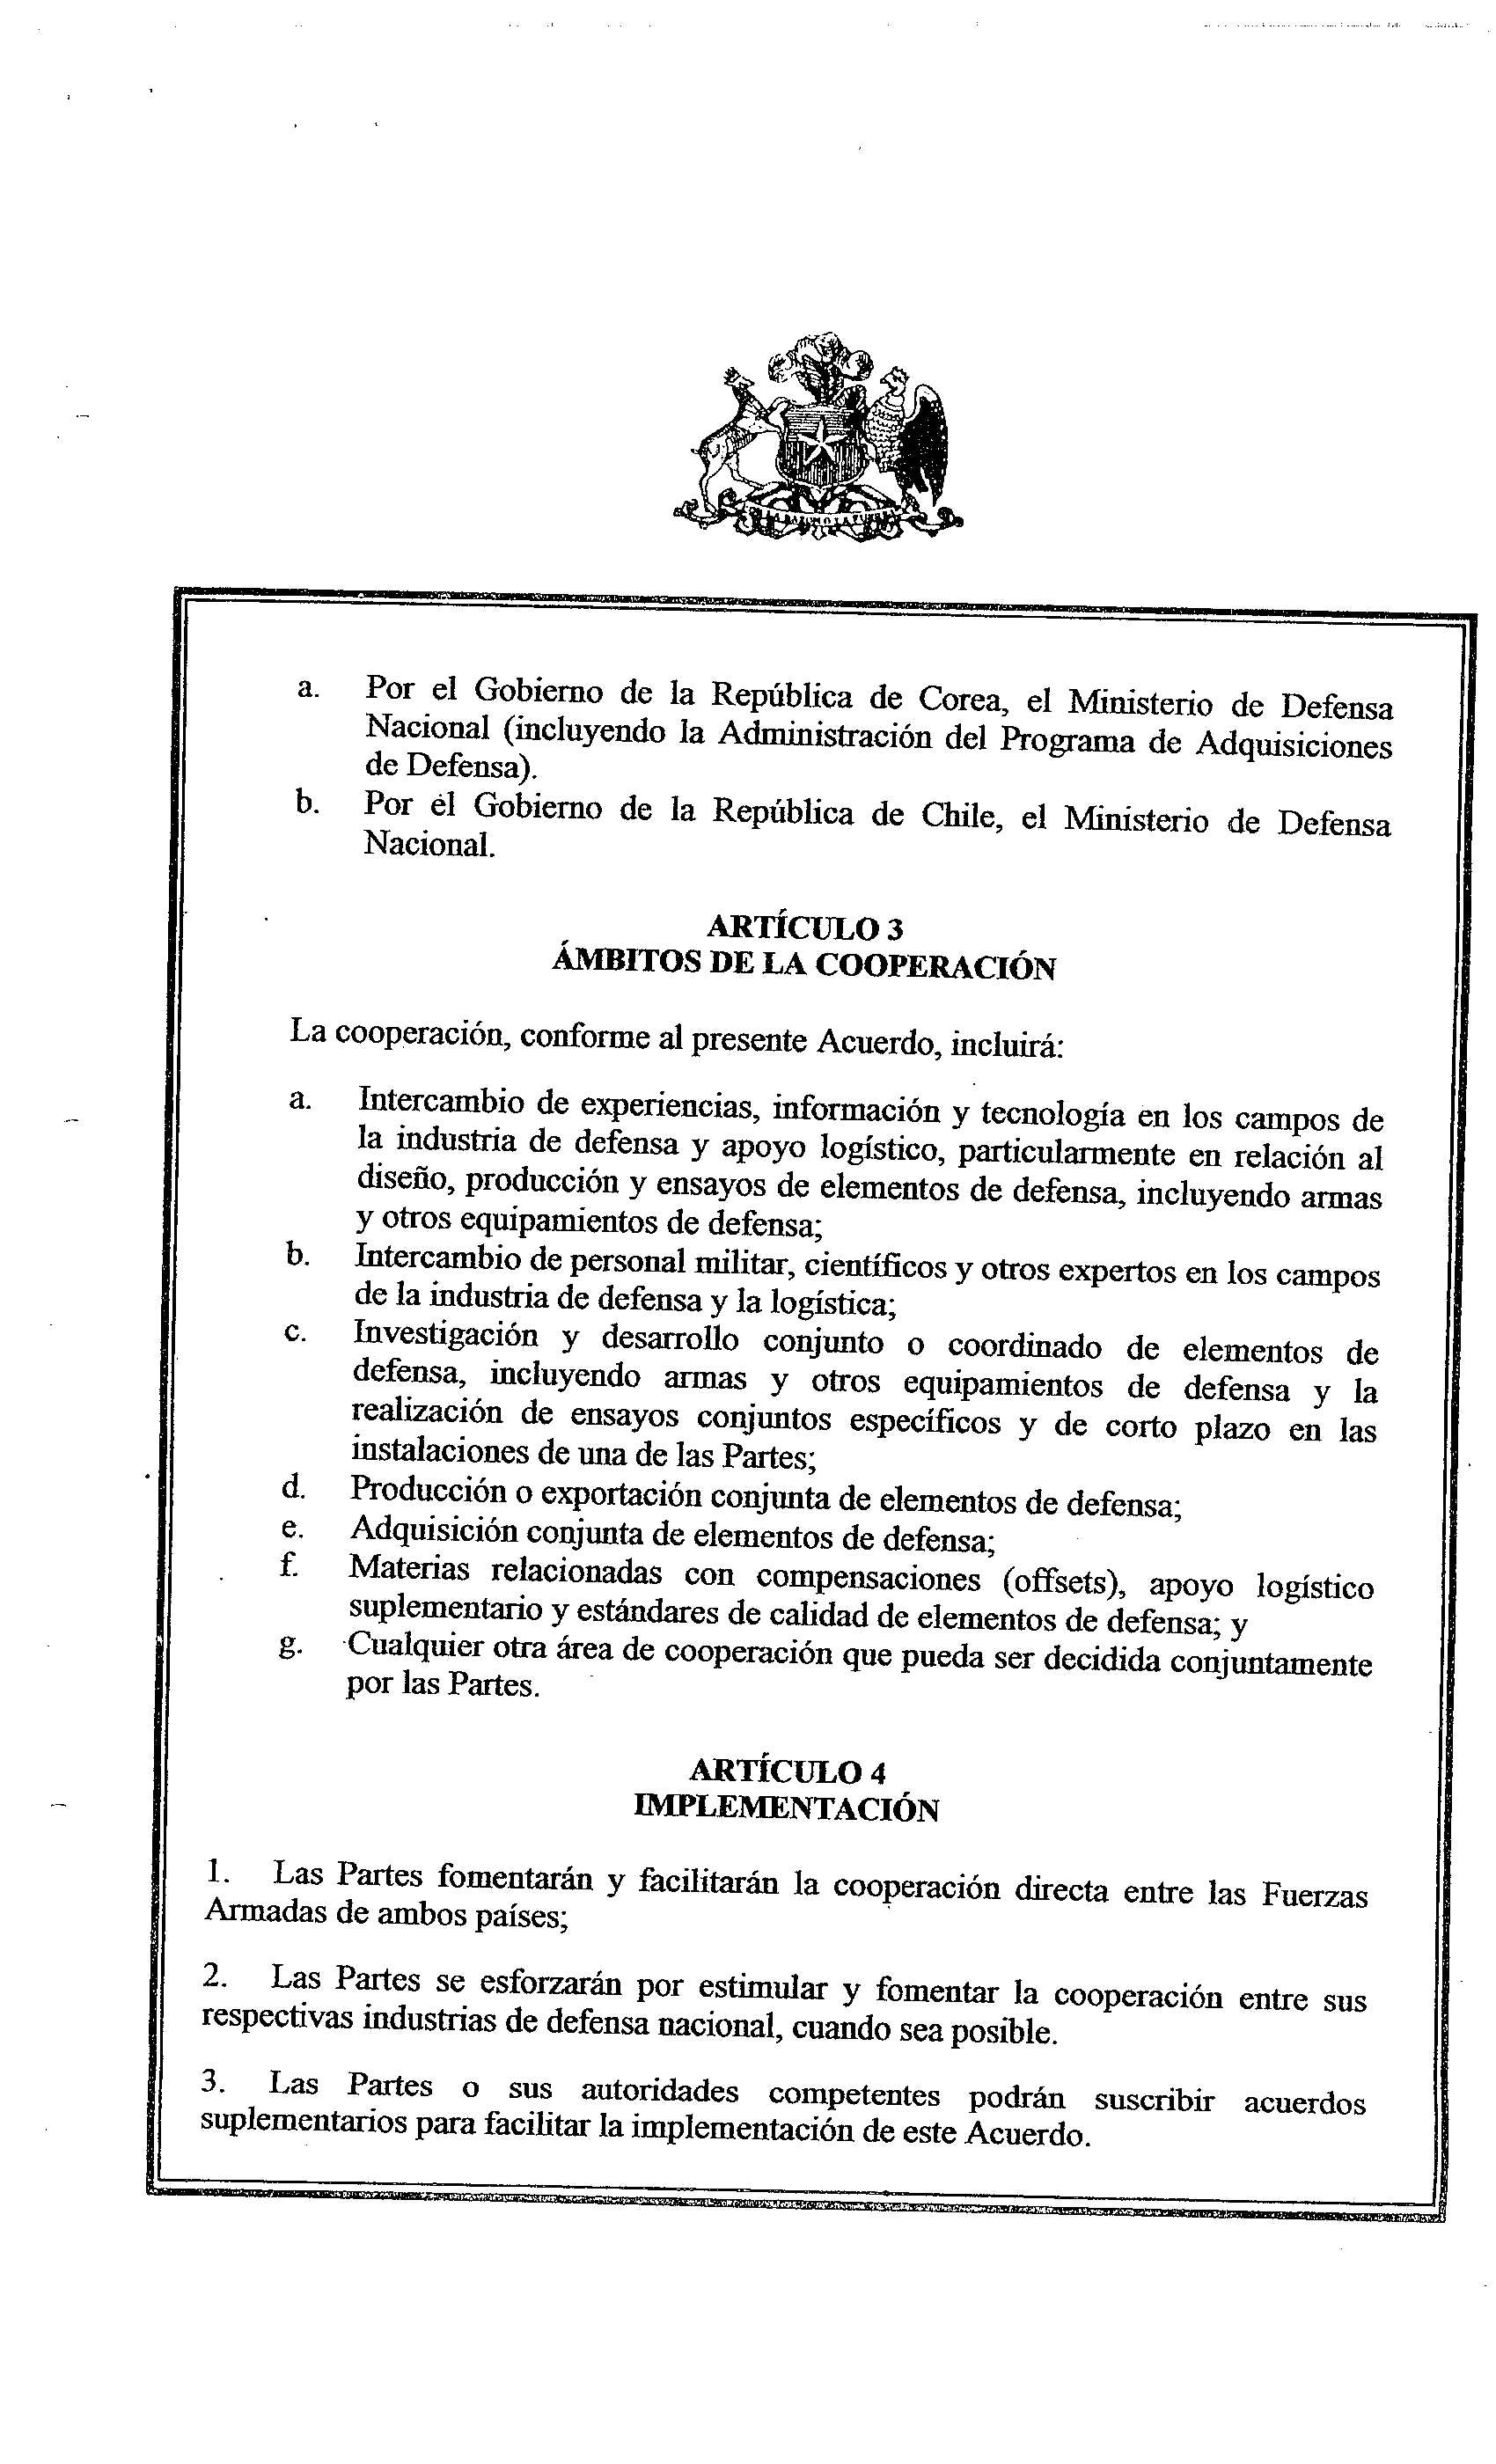 a. Por el Gobierno de la República de Corea, el Ministerio de Defensa
Nacional (incluyendo la Administración del Programa de Adquisiciones
de Defensa).
b. Por el Gobierno de la República de Chile, el Ministerio de Defensa
Nacional.
ARTÍCULO 3
ÁMBITOS DE LA COOPERACIÓN
La cooperación, conforme al presente Acuerdo, incluirá:
a. Intercambio de experiencias, información y tecnología en los campos de
la industria de defensa y apoyo logístico, particularmente en relación al
diseño, producción y ensayos de elementos de defensa, incluyendo armas
y otros equipamientos de defensa;
b. Intercambio de personal militar, científicos y otros expertos en los campos
de la industria de defensa y la logística;
c. Investigación y desarrollo conjunto o coordinado de elementos de
defensa, incluyendo armas y otros equipamientos de defensa y la
realización de ensayos conjuntos específicos y de corto plazo en las
instalaciones de una de las Partes;
d. Producción o exportación conjunta de elementos de defensa;
e. Adquisición conjunta de elementos de defensa;
f. Materias relacionadas con compensaciones (offsets), apoyo logístico
suplementario y estándares de calidad de elementos de defensa; y
g. Cualquier otra área de cooperación que pueda ser decidida conjuntamente
por las Partes.
ARTÍCULO 4
IMPLEMENTACIÓN
1. Las Partes fomentarán y facilitarán la cooperación directa entre las Fuerzas
Armadas de ambos países;
2. Las Partes se esforzarán por estimular y fomentar la cooperación entre sus
respectivas industrias de defensa nacional, cuando sea posible.
3. Las Partes o sus autoridades competentes podrán suscribir acuerdos
suplementarios para facilitar la implementación de este Acuerdo.